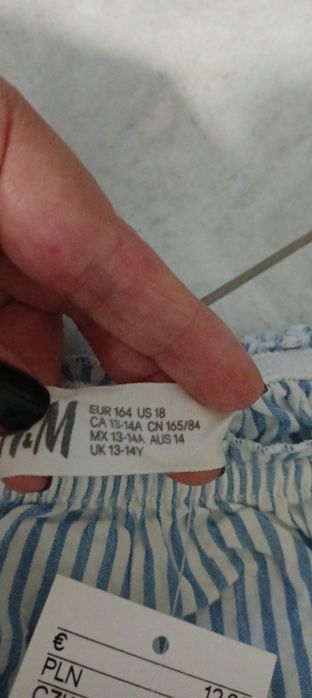 H&M
EUR 164 US 18
CA 13-14A CN 165/84
MX 13-14A AUS 14
UK 13-14Y
€
PLN